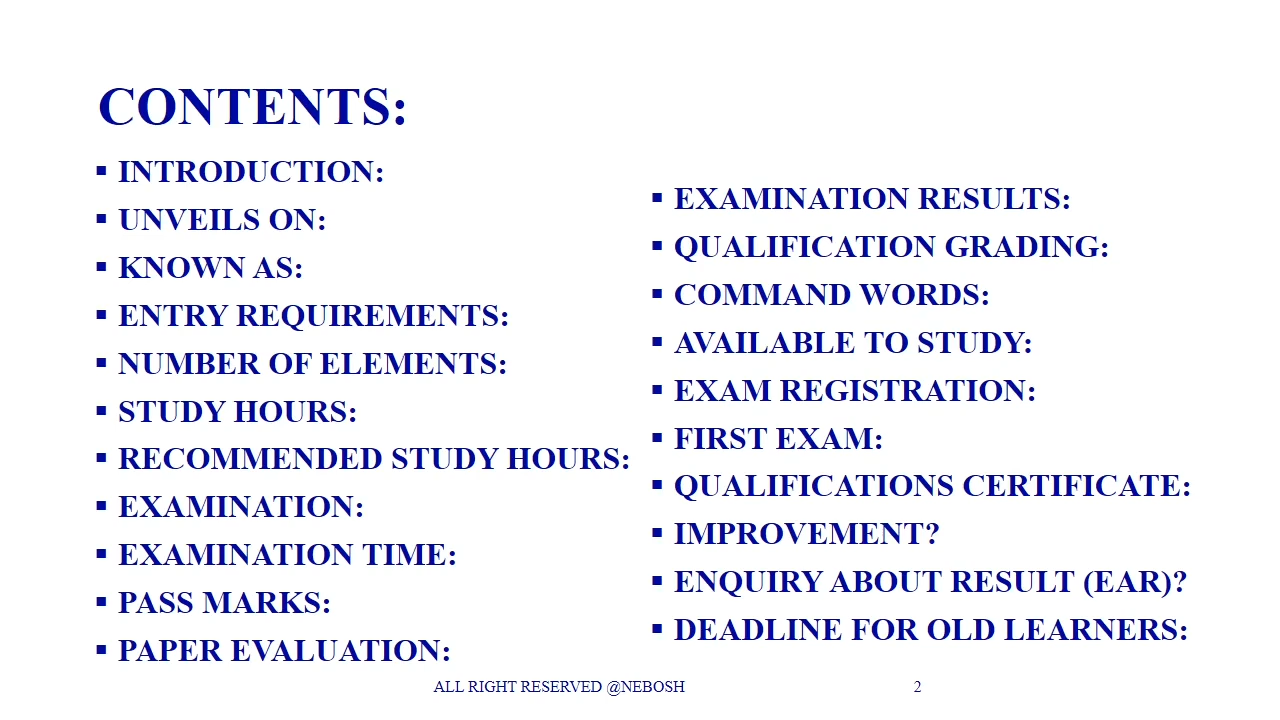 CONTENTS:
▪ INTRODUCTION:
▪ UNVEILS ON:
▪ KNOWN AS:
▪ ENTRY REQUIREMENTS:
▪ NUMBER OF ELEMENTS:
▪ STUDY HOURS:
▪ RECOMMENDED STUDY HOURS:
▪ EXAMINATION:
▪ EXAMINATION TIME:
▪ PASS MARKS:
▪ PAPER EVALUATION:
▪ EXAMINATION RESULTS:
▪ QUALIFICATION GRADING:
▪ COMMAND WORDS:
▪ AVAILABLE TO STUDY:
▪ EXAM REGISTRATION:
▪ FIRST EXAM:
▪ QUALIFICATIONS CERTIFICATE:
▪ IMPROVEMENT?
▪ ENQUIRY ABOUT RESULT (EAR)?
▪ DEADLINE FOR OLD LEARNERS:
ALL RIGHT RESERVED @NEBOSH
2